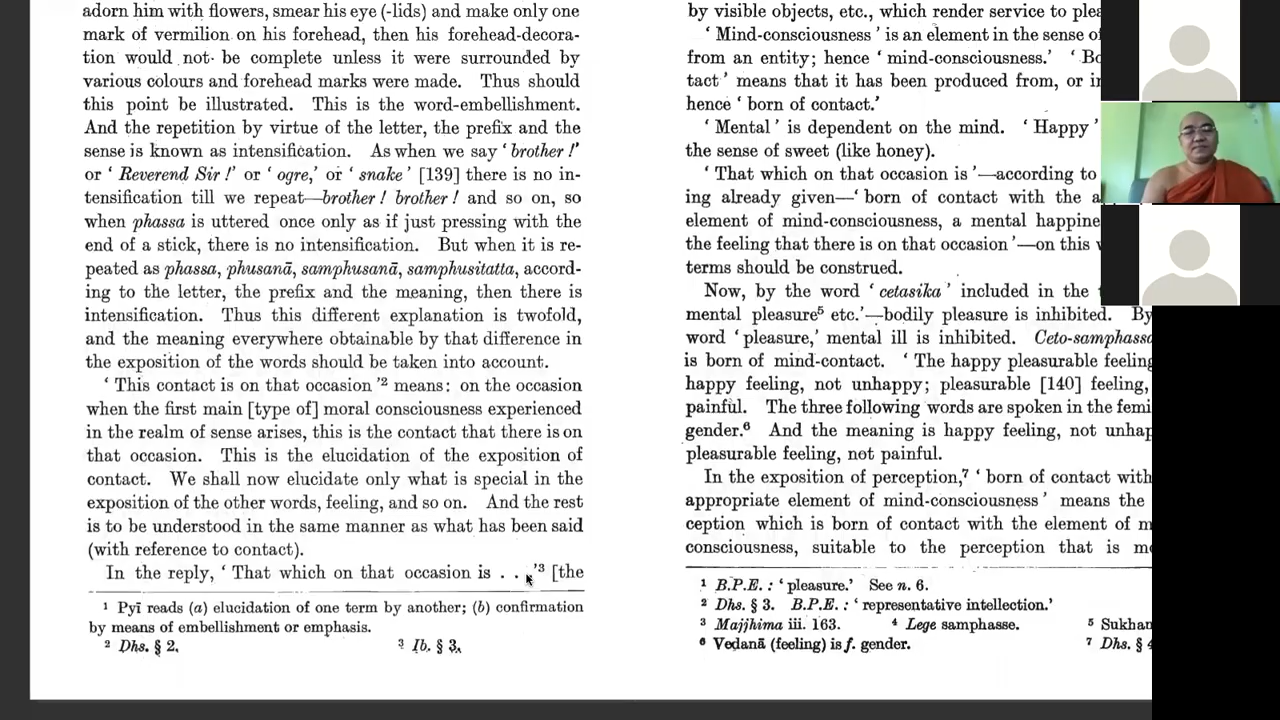 adorn him with flowers, smear his eye (-lids) and make only one
mark of vermilion on his forehead, then his forehead-decora-
tion would not be complete unless it were surrounded by
various colours and forehead marks were made. Thus should
this point be illustrated. This is the word-embellishment.
And the repetition by virtue of the letter, the prefix and the
sense is known as intensification. As when we say ‘ brother !’
or ‘ Reverend Sir !’ or ‘ ogre,’ or ‘ snake ’ [139] there is no in-
tensification till we repeat—brother ! brother ! and so on, so
when phassa is uttered once only as if just pressing with the
end of a stick, there is no intensification. But when it is re-
peated as phassa, phusanā, samphusanā, samphusitatta, accord-
ing to the letter, the prefix and the meaning, then there is
intensification. Thus this different explanation is twofold,
and the meaning everywhere obtainable by that difference in
the exposition of the words should be taken into account.
‘ This contact is on that occasion ’² means: on the occasion
when the first main [type of] moral consciousness experienced
in the realm of sense arises, this is the contact that there is on
that occasion. This is the elucidation of the exposition of
contact. We shall now elucidate only what is special in the
exposition of the other words, feeling, and so on. And the rest
is to be understood in the same manner as what has been said
(with reference to contact).
In the reply, ‘ That which on that occasion is . . .’³ [the
¹ Pyī reads (a) elucidation of one term by another; (b) confirmation
by means of embellishment or emphasis.
² Dhs. § 2. ³ Ib. § 3.
by visible objects, etc., which render service to plea
‘ Mind-consciousness ’ is an element in the sense of
from an entity; hence ‘ mind-consciousness.’ ‘ Bo
tact ’ means that it has been produced from, or in
hence ‘ born of contact.’
‘ Mental ’ is dependent on the mind. ‘ Happy ’
the sense of sweet (like honey).
‘ That which on that occasion is ’—according to
ing already given—‘ born of contact with the a
element of mind-consciousness, a mental happine
the feeling that there is on that occasion ’—on this
terms should be construed.
Now, by the word ‘ cetasika ’ included in the
mental pleasure⁵ etc.’—bodily pleasure is inhibited. By
word ‘ pleasure,’ mental ill is inhibited. Ceto-samphassa
is born of mind-contact. ‘ The happy pleasurable feeling
happy feeling, not unhappy; pleasurable [140] feeling,
painful. The three following words are spoken in the femi
gender.⁶ And the meaning is happy feeling, not unhap
pleasurable feeling, not painful.
In the exposition of perception,⁷ ‘ born of contact with
appropriate element of mind-consciousness ’ means the
ception which is born of contact with the element of m
consciousness, suitable to the perception that is me
¹ B.P.E. : ‘ pleasure.’ See n. 6.
² Dhs. § 3. B.P.E. : ‘ representative intellection.’
³ Majjhima iii. 163. ⁴ Lege samphasse. ⁵ Sukhan
⁶ Vedanā (feeling) is f. gender. ⁷ Dhs. § 4